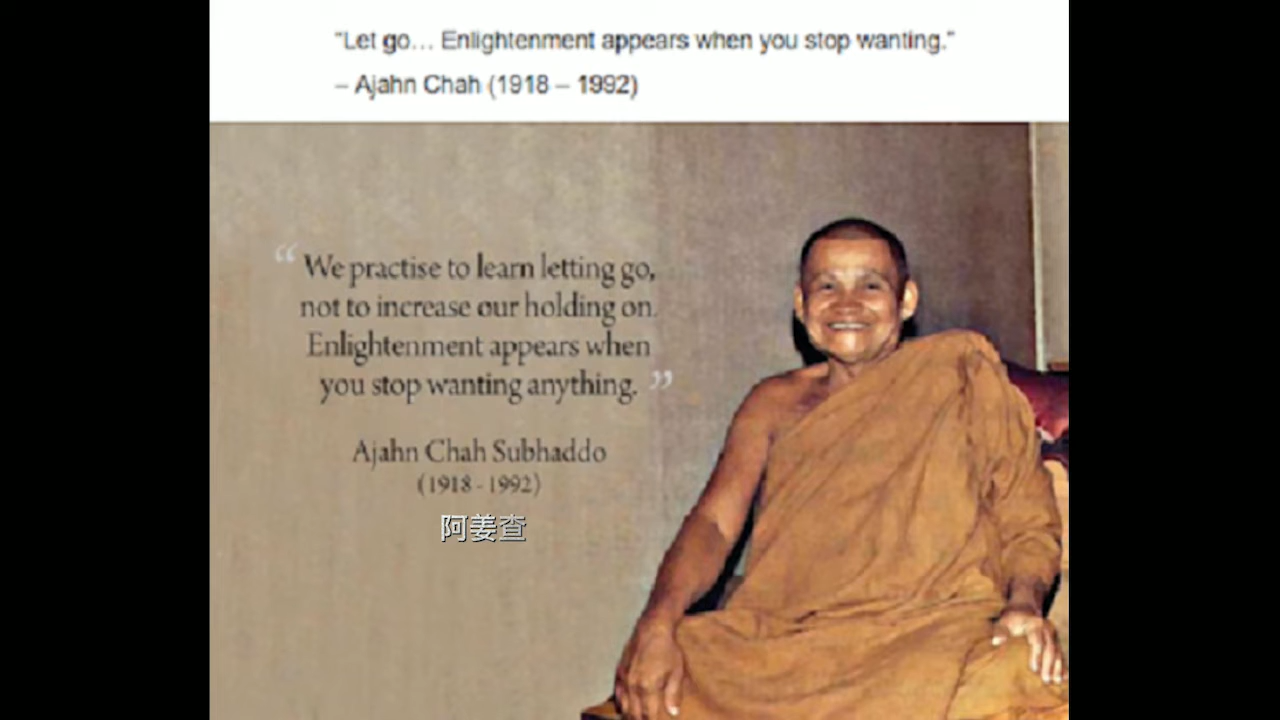 "Let go... Enlightenment appears when you stop wanting."
– Ajahn Chah (1918 – 1992)
“We practise to learn letting go,
not to increase our holding on.
Enlightenment appears when
you stop wanting anything.”
Ajahn Chah Subhaddo
(1918 - 1992)
阿姜查